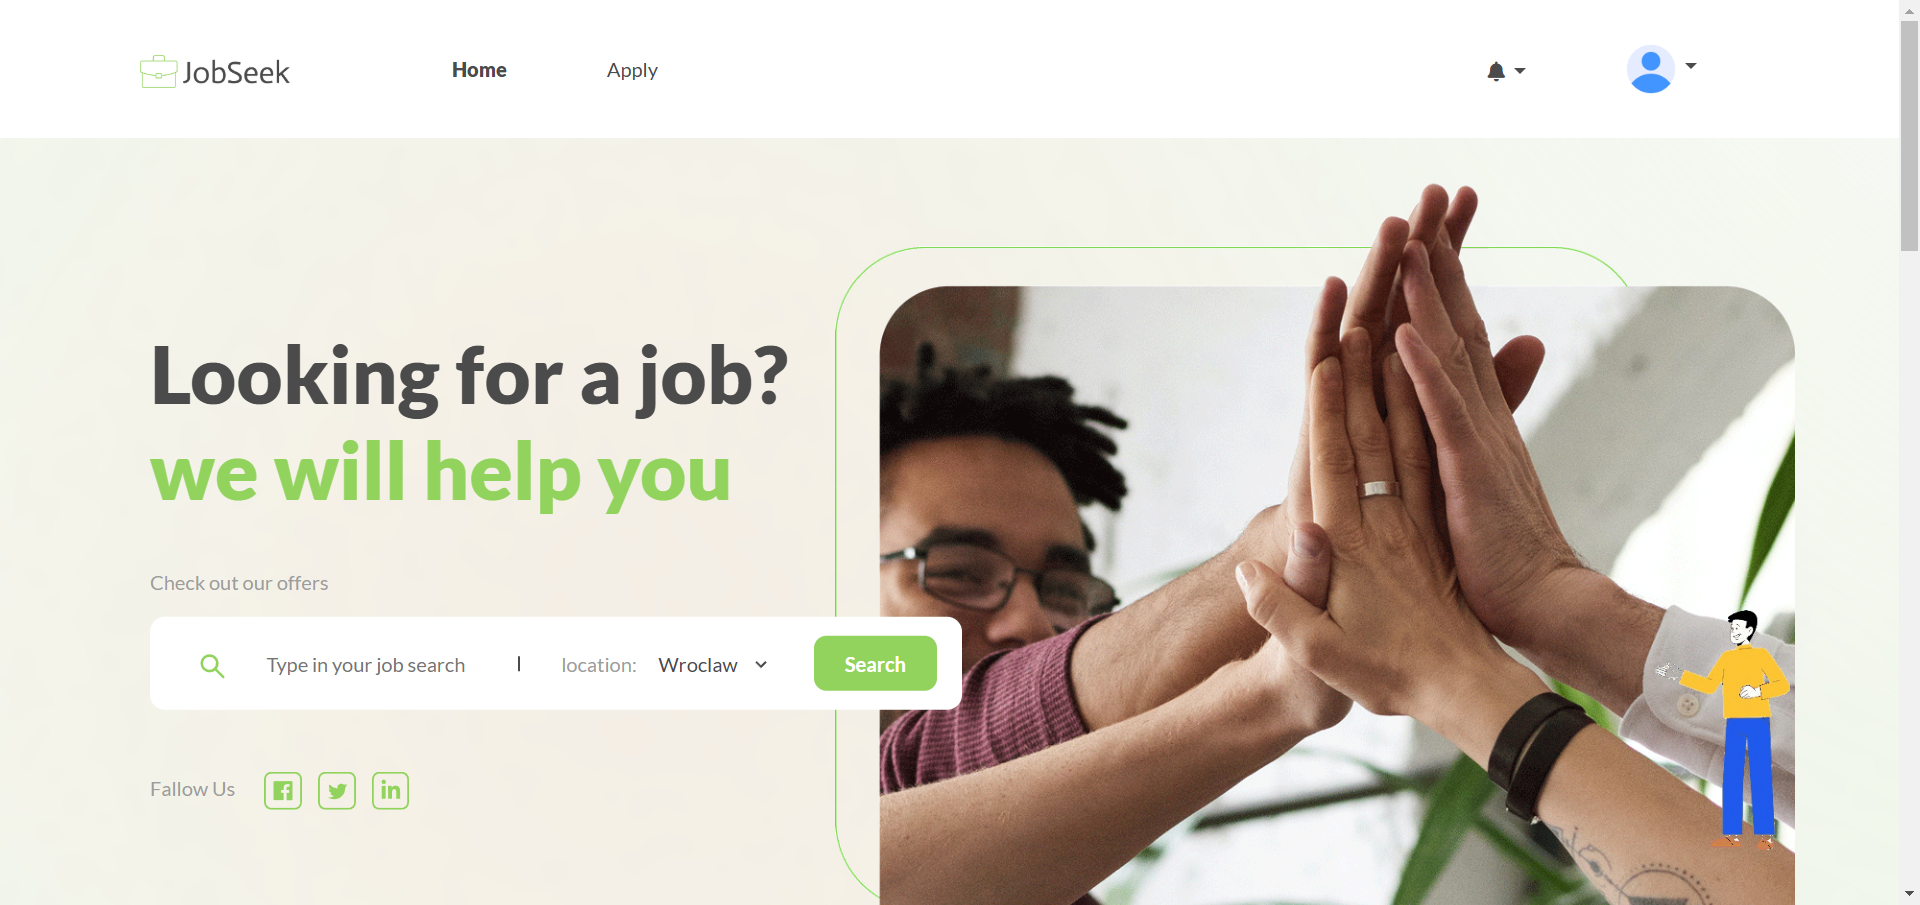 JobSeek
Home
Apply
Looking for a job?
we will help you
Check out our offers
Type in your job search
location:
Wroclaw
Search
Fallow Us